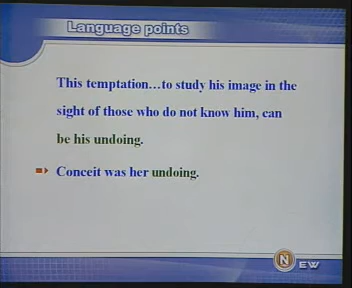 Language points
This temptation...to study his image in the
sight of those who do not know him, can
be his undoing.
Conceit was her undoing.
N EW